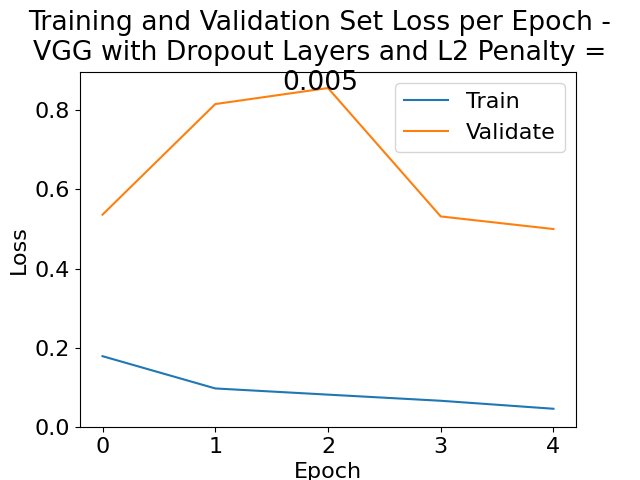 Training and Validation Set Loss per Epoch -
VGG with Dropout Layers and L2 Penalty =
0.005
Train
Validate
0.8
0.6
0.4
0.2
0.0
Loss
0 1 2 3 4
Epoch